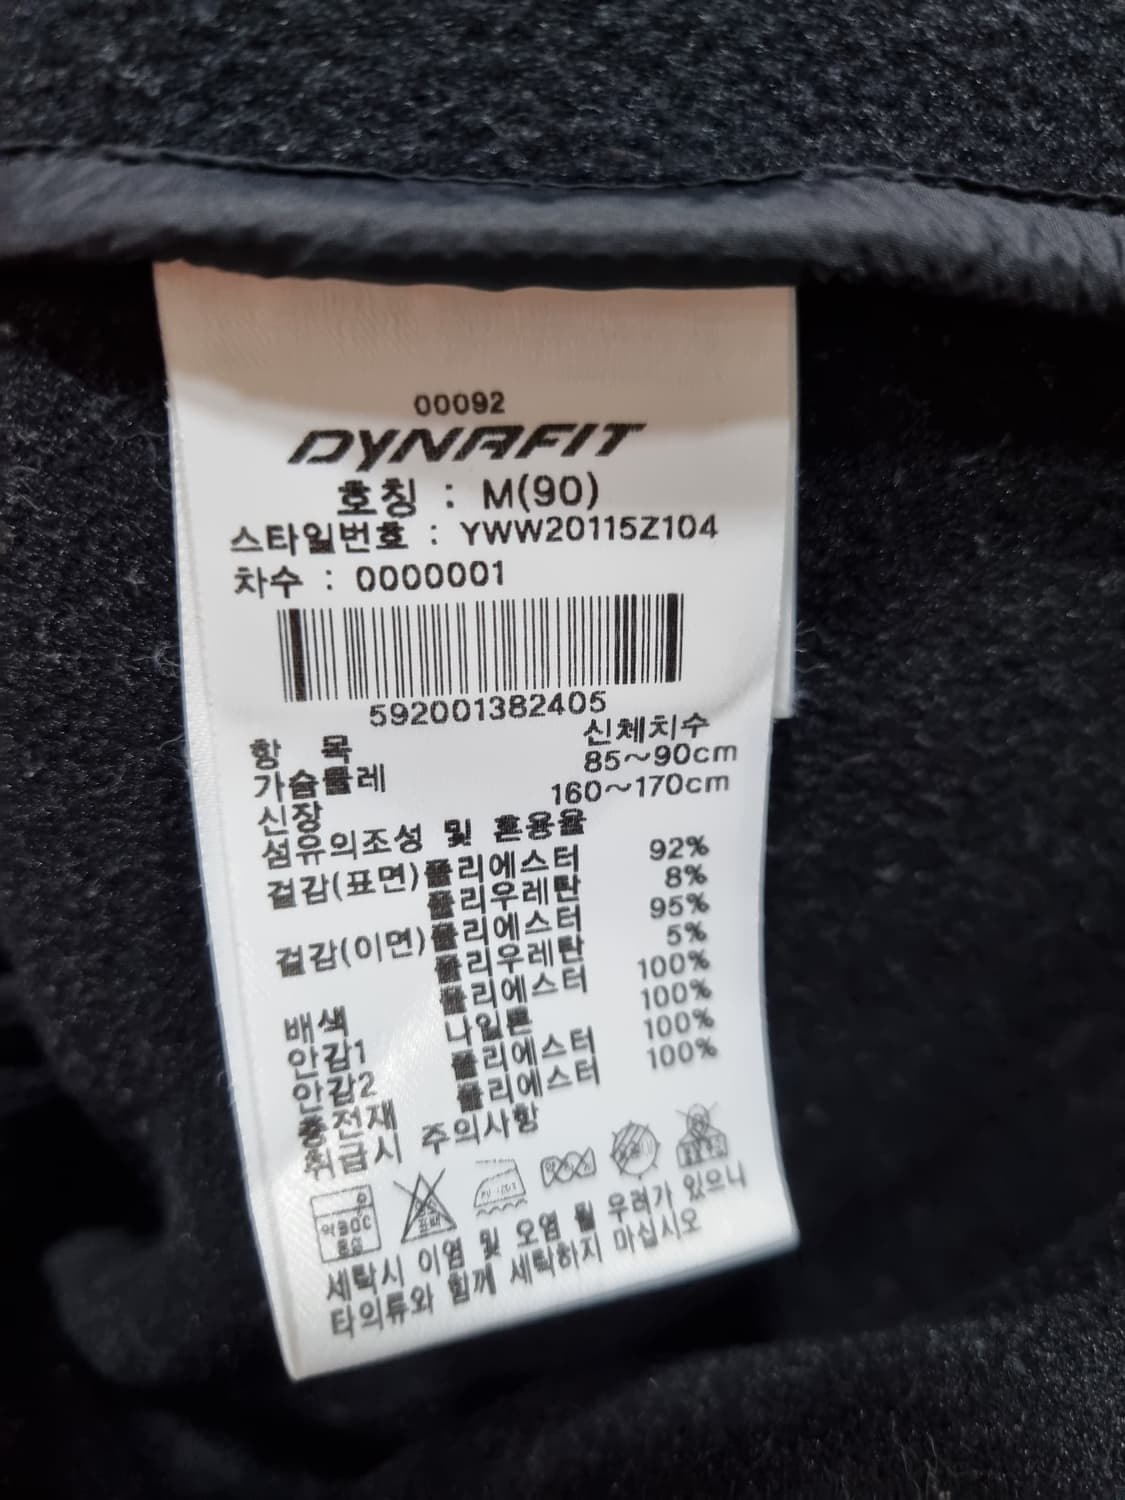 00092
DYNAFIT
호칭 : M(90)
스타일번호 : YWW20115Z104
차수 : 0000001
592001382405
항 목 신체치수
가슴둘레 85~90cm
신장 160~170cm
섬유의조성 및 혼용율
겉감(표면) 폴리에스터 92%
폴리우레탄 8%
겉감(이면) 폴리에스터 95%
폴리우레탄 5%
배색 폴리에스터 100%
안감1 나일론 100%
안감2 폴리에스터 100%
충전재 폴리에스터 100%
취급시 주의사항
세탁시 이염 및 오염 될 우려가 있으니
타의류와 함께 세탁하지 마십시오